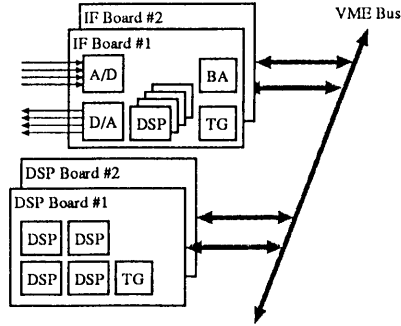 IF Board #2
VME Bus
IF Board #1
A/D
BA
D/A
DSP
TG
DSP Board #2
DSP Board #1
DSP DSP
DSP DSP TG